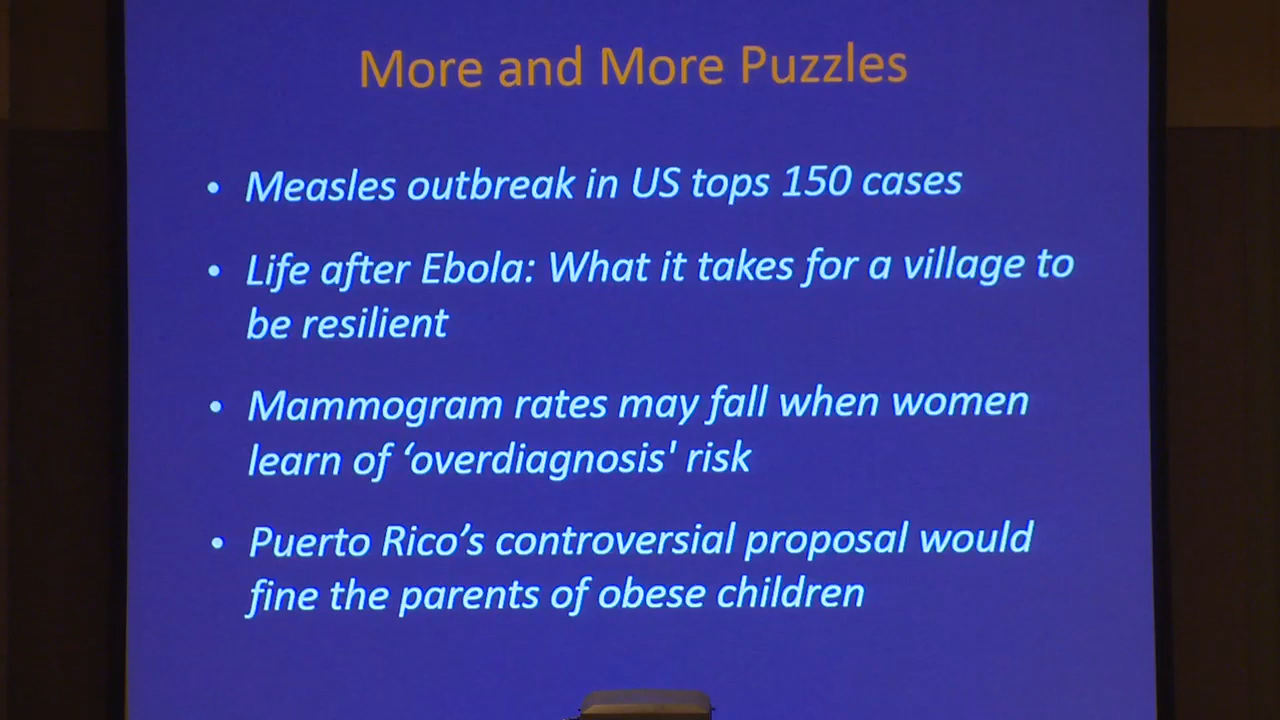 More and More Puzzles
• Measles outbreak in US tops 150 cases
• Life after Ebola: What it takes for a village to
be resilient
• Mammogram rates may fall when women
learn of ‘overdiagnosis' risk
• Puerto Rico’s controversial proposal would
fine the parents of obese children